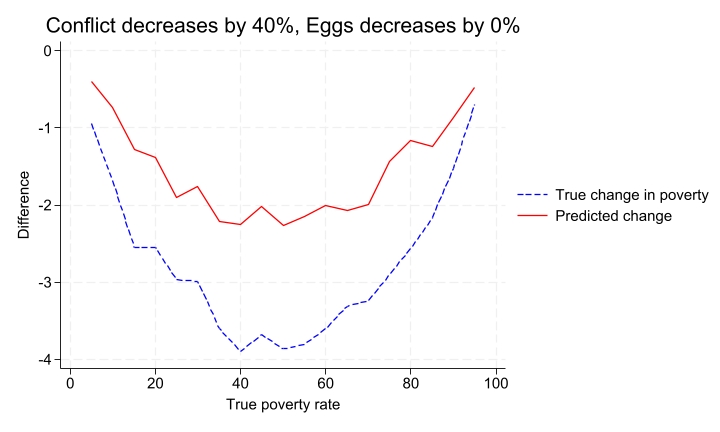 Conflict decreases by 40%, Eggs decreases by 0%
0
-1
-2
-3
-4
Difference
0 20 40 60 80 100
True poverty rate
True change in poverty
Predicted change